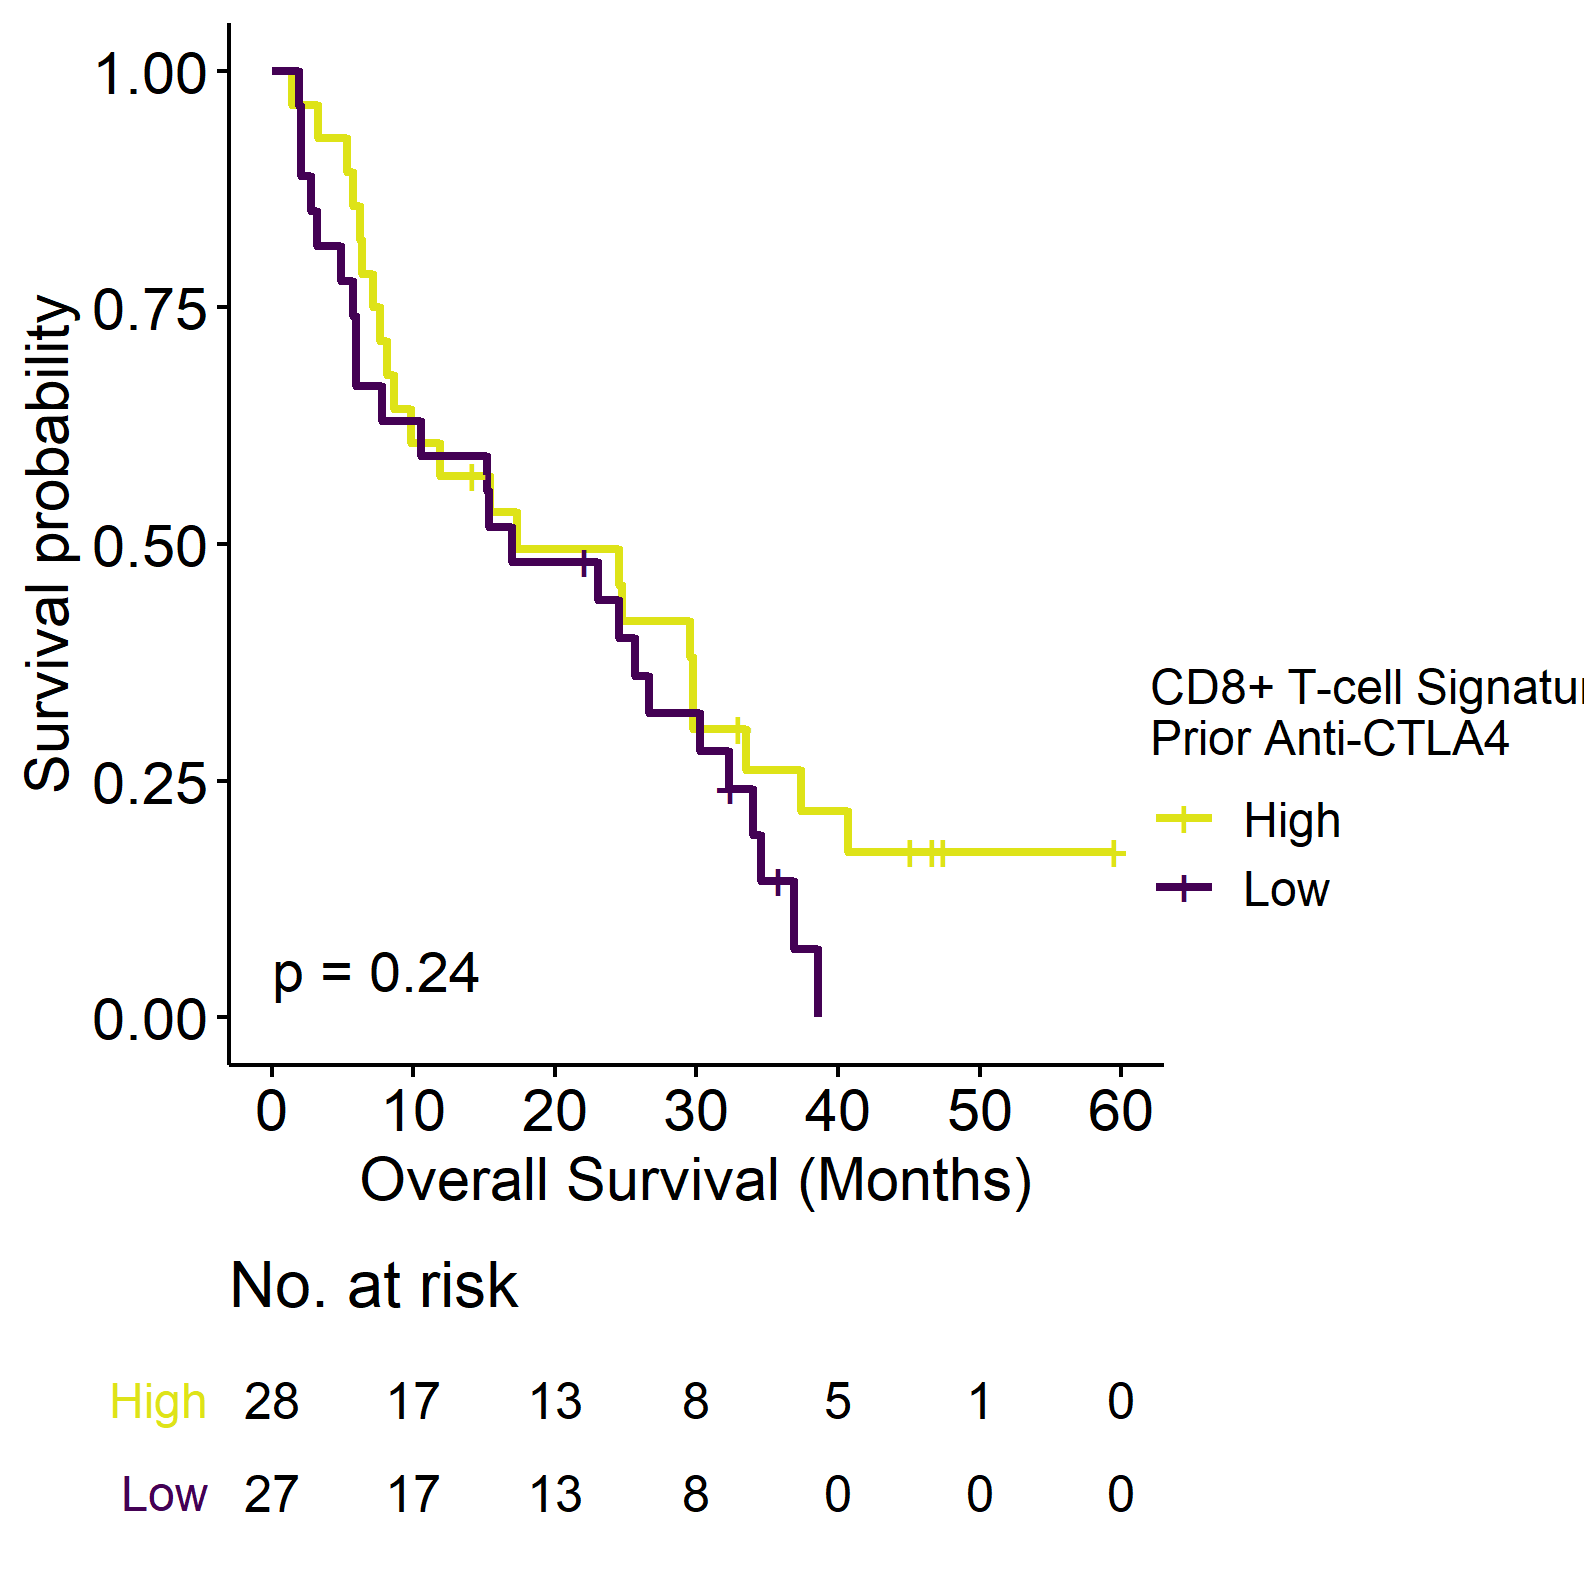 1.00
0.75
0.50
0.25
0.00
Survival probability
p = 0.24
0 10 20 30 40 50 60
Overall Survival (Months)
CD8+ T-cell Signatur
Prior Anti-CTLA4
High
Low
No. at risk
High 28 17 13 8 5 1 0
Low 27 17 13 8 0 0 0